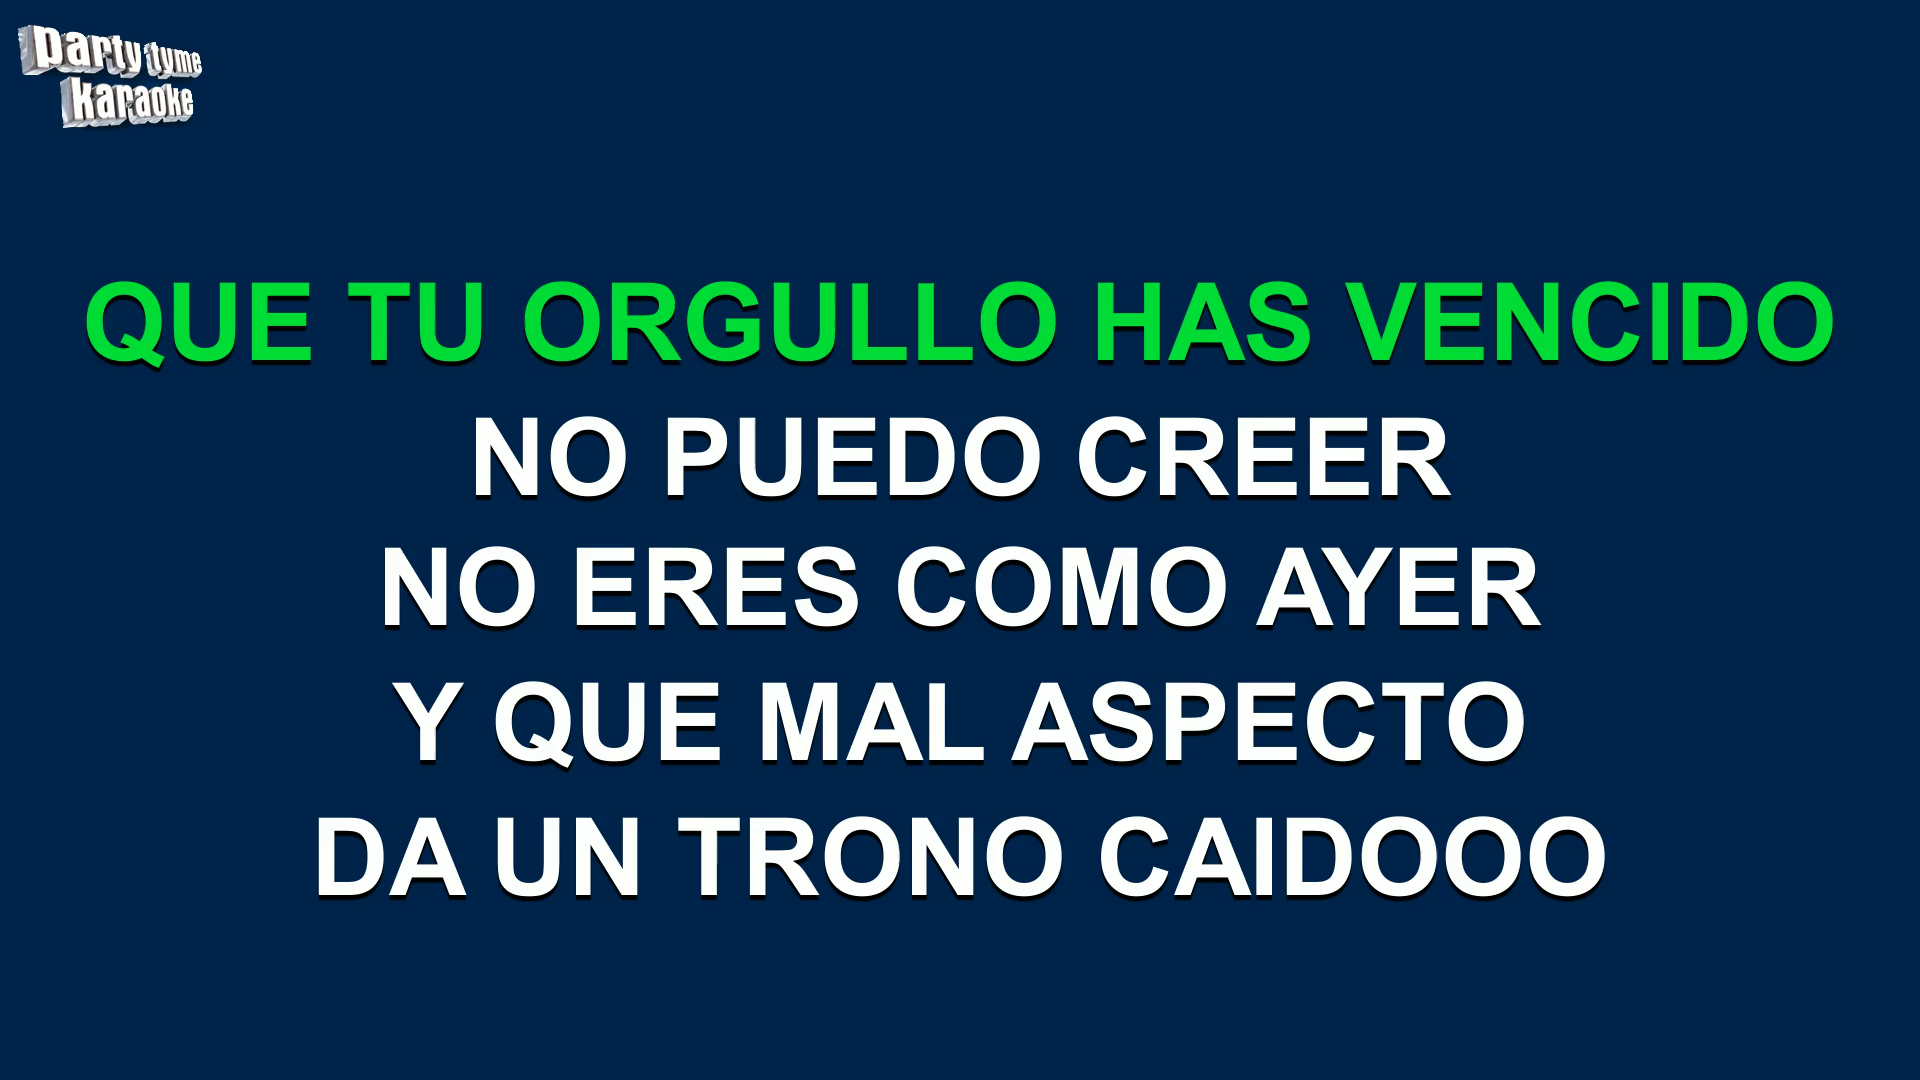 party tyme
karaoke
QUE TU ORGULLO HAS VENCIDO
NO PUEDO CREER
NO ERES COMO AYER
Y QUE MAL ASPECTO
DA UN TRONO CAIDOOO